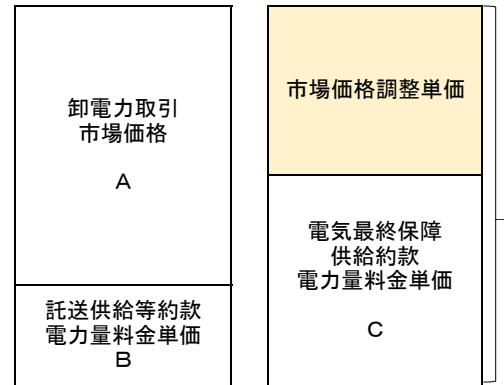 卸電力取引
市場価格
A
託送供給等約款
電力量料金単価
B
市場価格調整単価
電気最終保障
供給約款
電力量料金単価
C